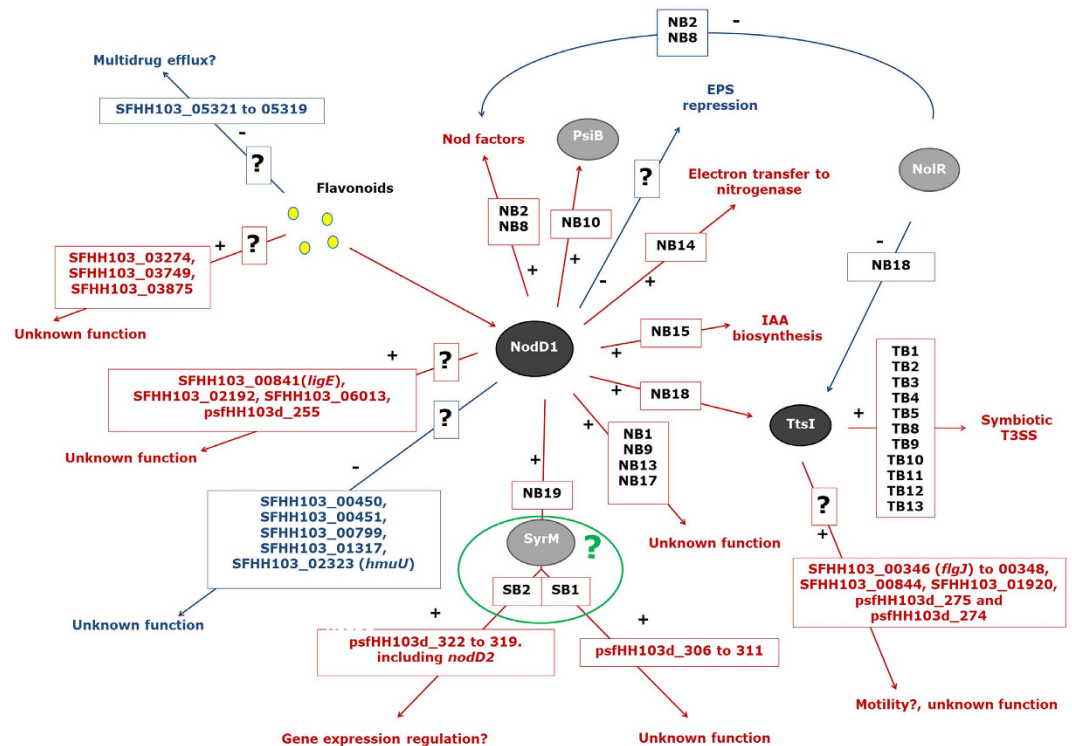 NB2
NB8
-
Multidrug efflux?
SFHH103_05321 to 05319
-
?
EPS
repression
Nod factors
PsiB
NolR
Flavonoids
?
Electron transfer to
nitrogenase
NB2
NB8
NB10
NB14
+
?
SFHH103_03274,
SFHH103_03749,
SFHH103_03875
Unknown function
+
+
-
+
-
NB18
NodD1
NB15
+
IAA
biosynthesis
+
?
SFHH103_00841(ligE),
SFHH103_02192, SFHH103_06013,
psfHH103d_255
Unknown function
NB18
+
TtsI
+
TB1
TB2
TB3
TB4
TB5
TB8
TB9
TB10
TB11
TB12
TB13
Symbiotic
T3SS
?
-
SFHH103_00450,
SFHH103_00451,
SFHH103_00799,
SFHH103_01317,
SFHH103_02323 (hmuU)
Unknown function
+
NB1
NB9
NB13
NB17
Unknown function
+
NB19
SyrM
?
SB2
SB1
?
+
SFHH103_00346 (flgJ) to 00348,
SFHH103_00844, SFHH103_01920,
psfHH103d_275 and
psfHH103d_274
Motility?, unknown function
+
psfHH103d_322 to 319.
including nodD2
Gene expression regulation?
+
psfHH103d_306 to 311
Unknown function